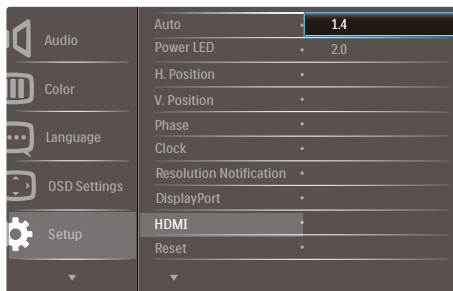 Audio
Color
Language
OSD Settings
Setup
Auto
Power LED
H. Position
V. Position
Phase
Clock
Resolution Notification
DisplayPort
HDMI
Reset
1.4
2.0